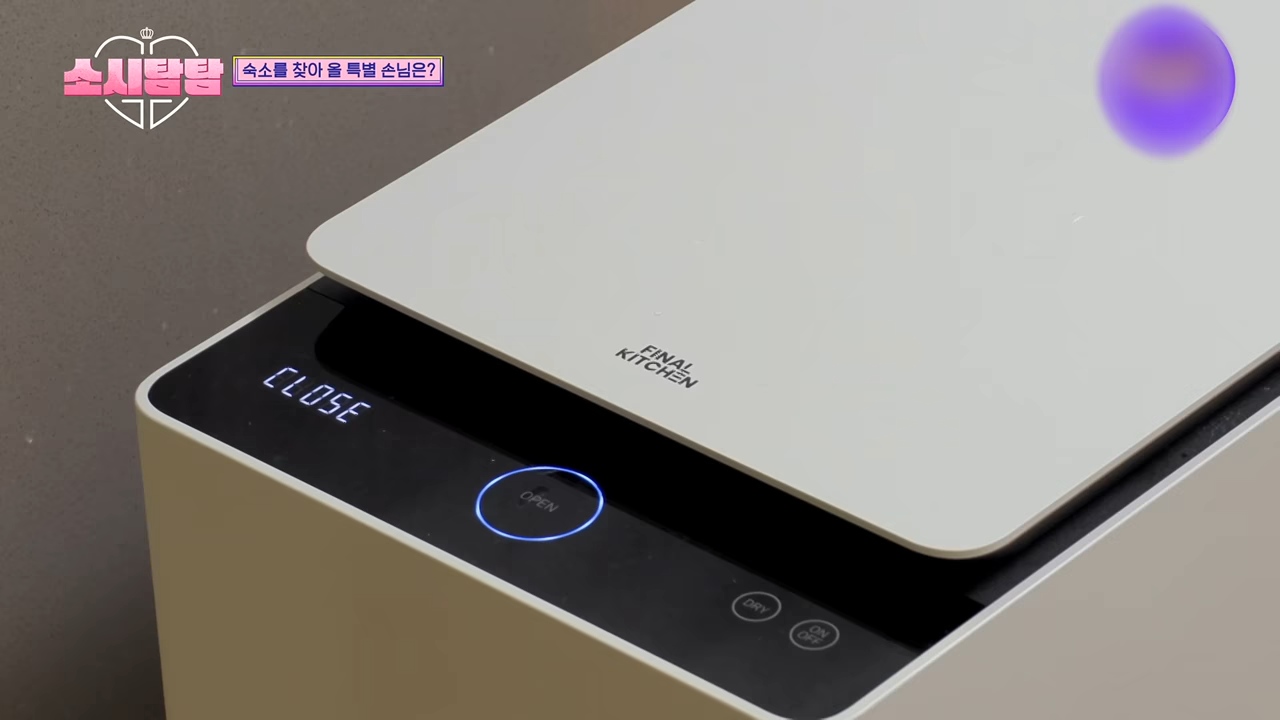 소시탐탐
숙소를 찾아 올 특별 손님은?
FINAL
KITCHEN
CLOSE
OPEN
DRY
ON
OFF